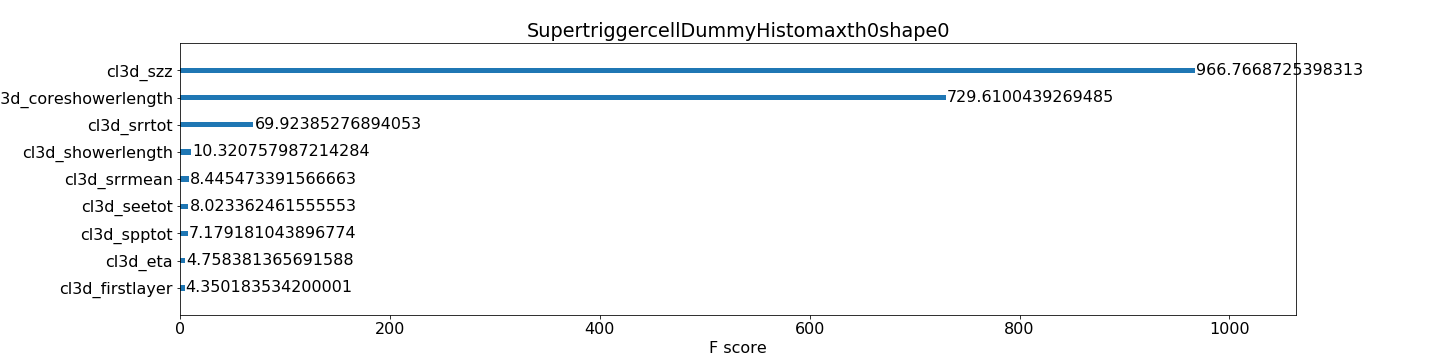 SupertriggercellDummyHistomaxth0shape0
cl3d_szz 966.7668725398313
3d_coreshowerlength 729.6100439269485
cl3d_srrtot 69.92385276894053
cl3d_showerlength 10.320757987214284
cl3d_srrmean 8.445473391566663
cl3d_seetot 8.023362461555553
cl3d_spptot 7.179181043896774
cl3d_eta 4.758381365691588
cl3d_firstlayer 4.350183534200001
0 200 400 600 800 1000
F score